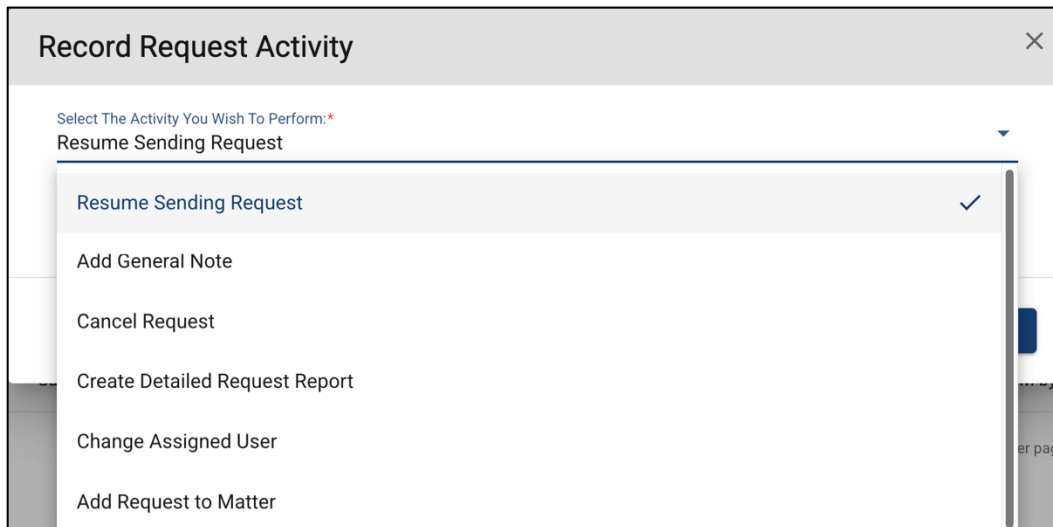 Record Request Activity
Select The Activity You Wish To Perform:*
Resume Sending Request
Resume Sending Request
Add General Note
Cancel Request
Create Detailed Request Report
Change Assigned User
Add Request to Matter